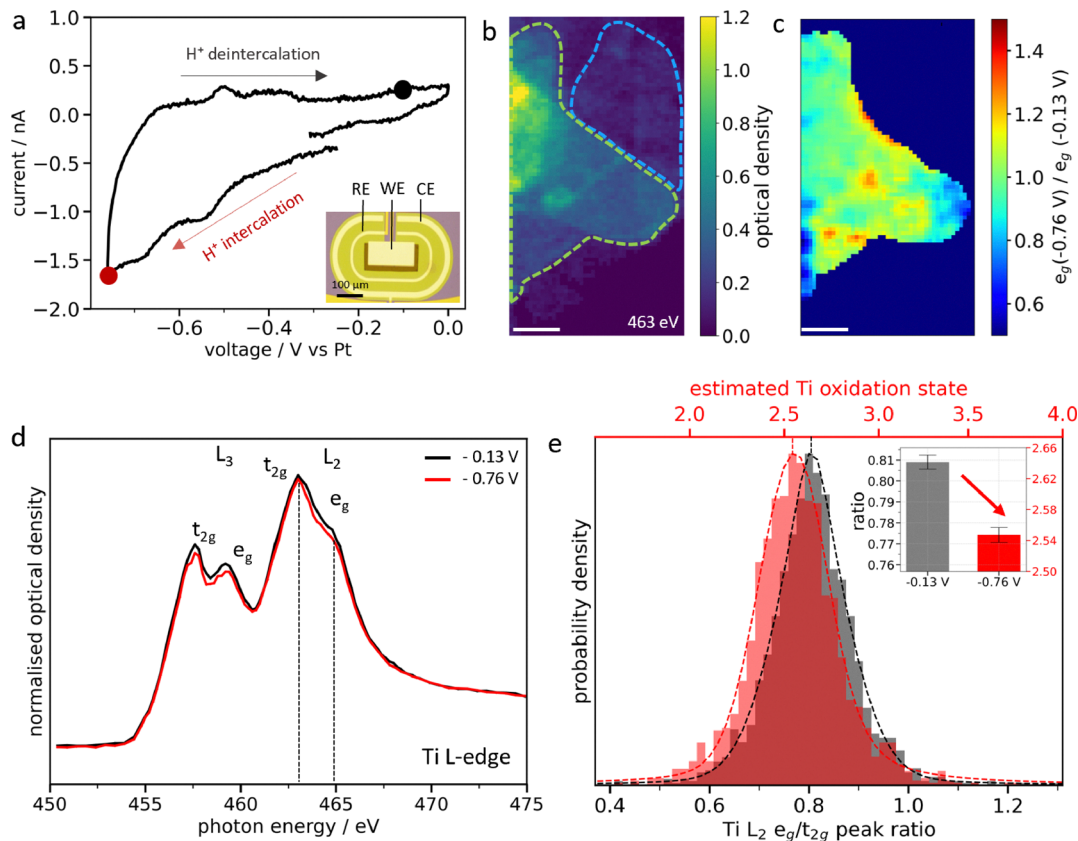 a
H⁺ deintercalation
H⁺ intercalation
RE WE CE
100 μm
1.0
0.5
0.0
−0.5
−1.0
−1.5
−2.0
current / nA
−0.6 −0.4 −0.2 0.0
voltage / V vs Pt
b
463 eV
1.2
1.0
0.8
0.6
0.4
0.2
0.0
optical density
c
1.4
1.2
1.0
0.8
0.6
e_g(-0.76 V) / e_g (-0.13 V)
d
L₃
L₂
t₂g
e_g
t₂g
e_g
- 0.13 V
- 0.76 V
Ti L-edge
normalised optical density
450 455 460 465 470 475
photon energy / eV
e
estimated Ti oxidation state
2.0 2.5 3.0 3.5 4.0
probability density
0.4 0.6 0.8 1.0 1.2
Ti L₂ e_g/t₂g peak ratio
ratio
0.81
0.80
0.78
0.77
0.76
2.66
2.62
2.58
2.54
2.50
-0.13 V -0.76 V